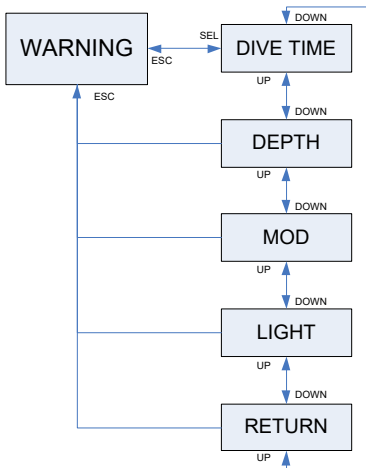 DOWN
WARNING
SEL
ESC
DIVE TIME
UP
DOWN
ESC
DEPTH
UP
DOWN
MOD
UP
DOWN
LIGHT
UP
DOWN
RETURN
UP